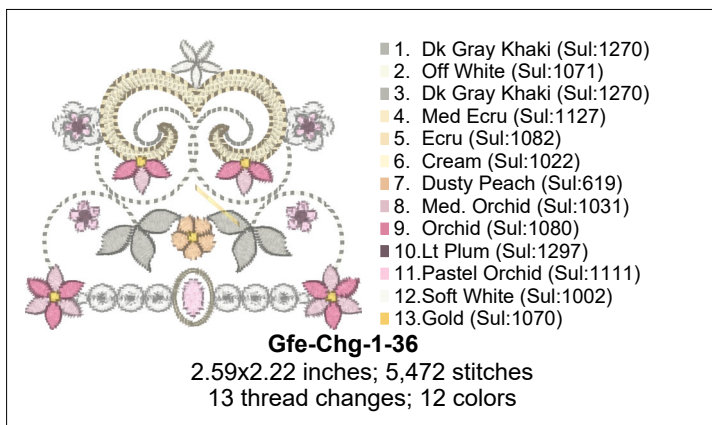 1. Dk Gray Khaki (Sul:1270)
2. Off White (Sul:1071)
3. Dk Gray Khaki (Sul:1270)
4. Med Ecru (Sul:1127)
5. Ecru (Sul:1082)
6. Cream (Sul:1022)
7. Dusty Peach (Sul:619)
8. Med. Orchid (Sul:1031)
9. Orchid (Sul:1080)
10.Lt Plum (Sul:1297)
11.Pastel Orchid (Sul:1111)
12.Soft White (Sul:1002)
13.Gold (Sul:1070)
Gfe-Chg-1-36
2.59x2.22 inches; 5,472 stitches
13 thread changes; 12 colors